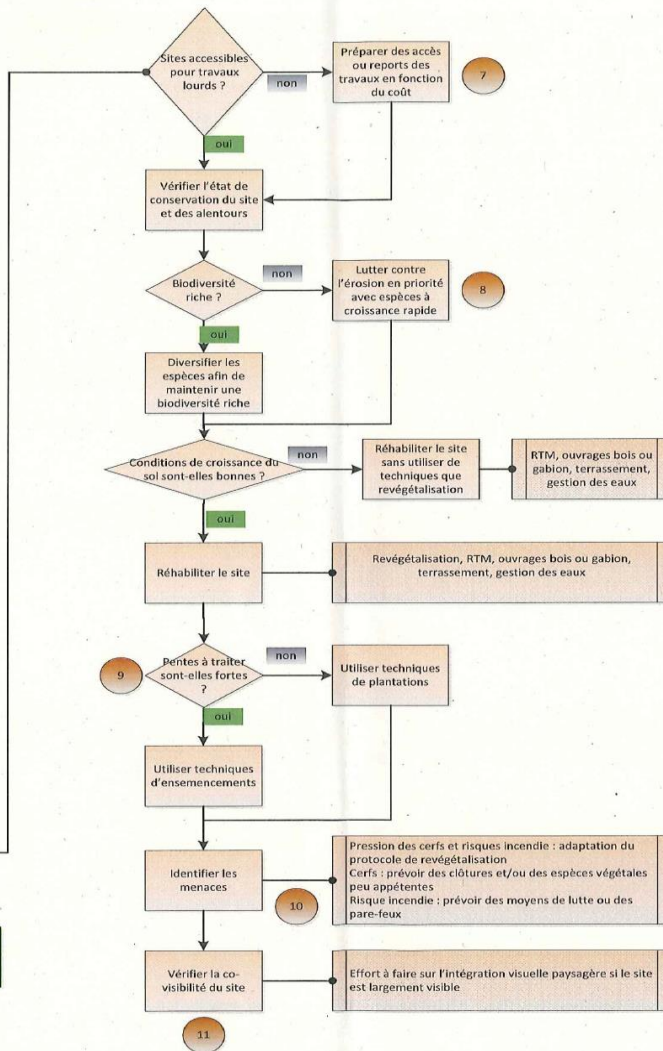 Sites accessibles
pour travaux
lourds ?
non
Préparer des accès
ou reports des
travaux en fonction
du coût
7
oui
Vérifier l'état de
conservation du site
et des alentours
Biodiversité
riche ?
non
Lutter contre
l'érosion en priorité
avec espèces à
croissance rapide
8
oui
Diversifier les
espèces afin de
maintenir une
biodiversité riche
Conditions de croissance du
sol sont-elles bonnes ?
non
Réhabiliter le site
sans utiliser de
techniques que
revégétalisation
RTM, ouvrages bois ou
gabion, terrassement,
gestion des eaux
oui
Réhabiliter le site
Revégétalisation, RTM, ouvrages bois ou gabion,
terrassement, gestion des eaux
9
Pentes à traiter
sont-elles fortes
?
non
Utiliser techniques
de plantations
oui
Utiliser techniques
d'ensemencements
Identifier les
menaces
10
Pression des cerfs et risques incendie : adaptation du
protocole de revégétalisation
Cerfs : prévoir des clôtures et/ou des espèces végétales
peu appétentes
Risque incendie : prévoir des moyens de lutte ou des
pare-feux
Vérifier la co-
visibilité du site
Effort à faire sur l'intégration visuelle paysagère si le site
est largement visible
11